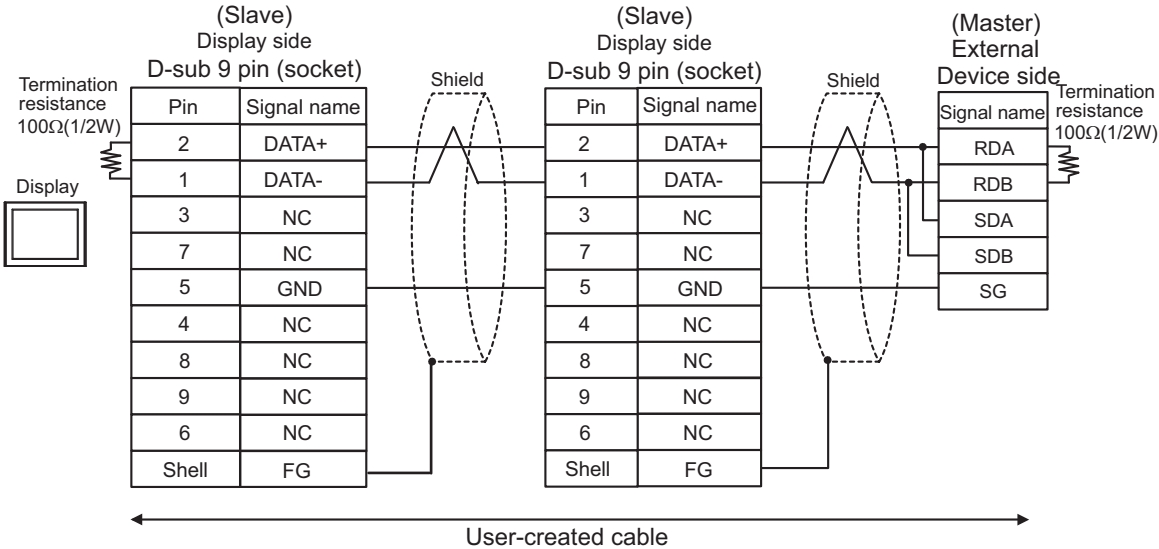 (Slave)
Display side
D-sub 9 pin (socket)
(Slave)
Display side
D-sub 9 pin (socket)
(Master)
External
Device side
Termination
resistance
100Ω(1/2W)
Display
Shield
Shield
Termination
resistance
100Ω(1/2W)
Pin Signal name
2 DATA+
1 DATA-
3 NC
7 NC
5 GND
4 NC
8 NC
9 NC
6 NC
Shell FG
Pin Signal name
2 DATA+
1 DATA-
3 NC
7 NC
5 GND
4 NC
8 NC
9 NC
6 NC
Shell FG
Signal name
RDA
RDB
SDA
SDB
SG
User-created cable